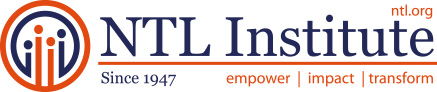 ntl.org
NTL Institute
Since 1947
empower | impact | transform